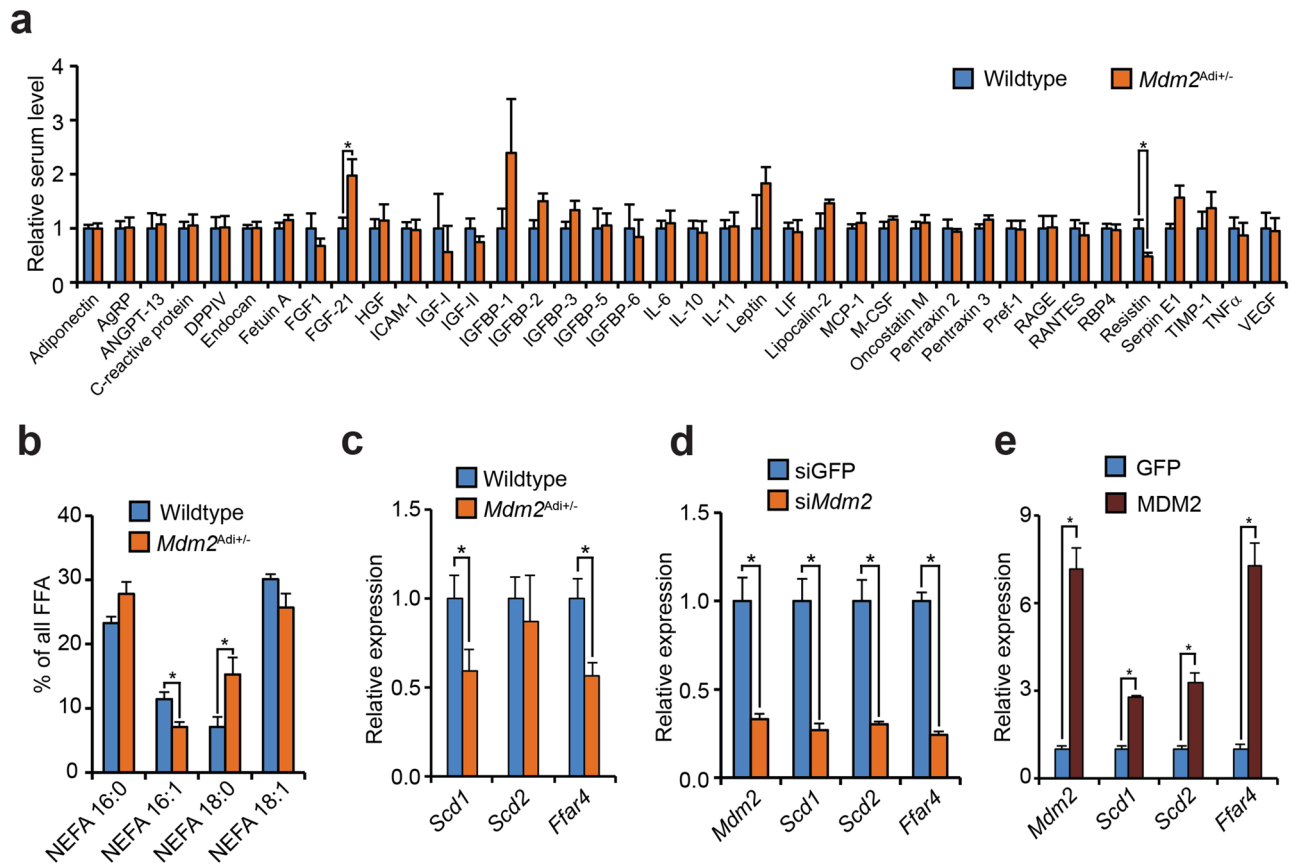 a
Relative serum level
4
3
2
1
0
Wildtype
Mdm2Adi+/-
*
*
Adiponectin
AgRP
ANGPT-13
C-reactive protein
DPPIV
Endocan
Fetuin A
FGF1
FGF-21
HGF
ICAM-1
IGF-I
IGF-II
IGFBP-1
IGFBP-2
IGFBP-3
IGFBP-5
IGFBP-6
IL-6
IL-10
IL-11
Leptin
LIF
Lipocalin-2
MCP-1
M-CSF
Oncostatin M
Pentraxin 2
Pentraxin 3
Pref-1
RAGE
RANTES
RBP4
Resistin
Serpin E1
TIMP-1
TNFα
VEGF
b
Wildtype
Mdm2Adi+/-
% of all FFA
40
30
20
10
0
*
*
NEFA 16:0
NEFA 16:1
NEFA 18:0
NEFA 18:1
c
Wildtype
Mdm2Adi+/-
Relative expression
1.5
1.0
0.5
0.0
*
*
Scd1
Scd2
Ffar4
d
siGFP
siMdm2
Relative expression
1.5
1.0
0.5
0.0
*
*
*
*
Mdm2
Scd1
Scd2
Ffar4
e
GFP
MDM2
Relative expression
9
6
3
0
*
*
*
*
Mdm2
Scd1
Scd2
Ffar4